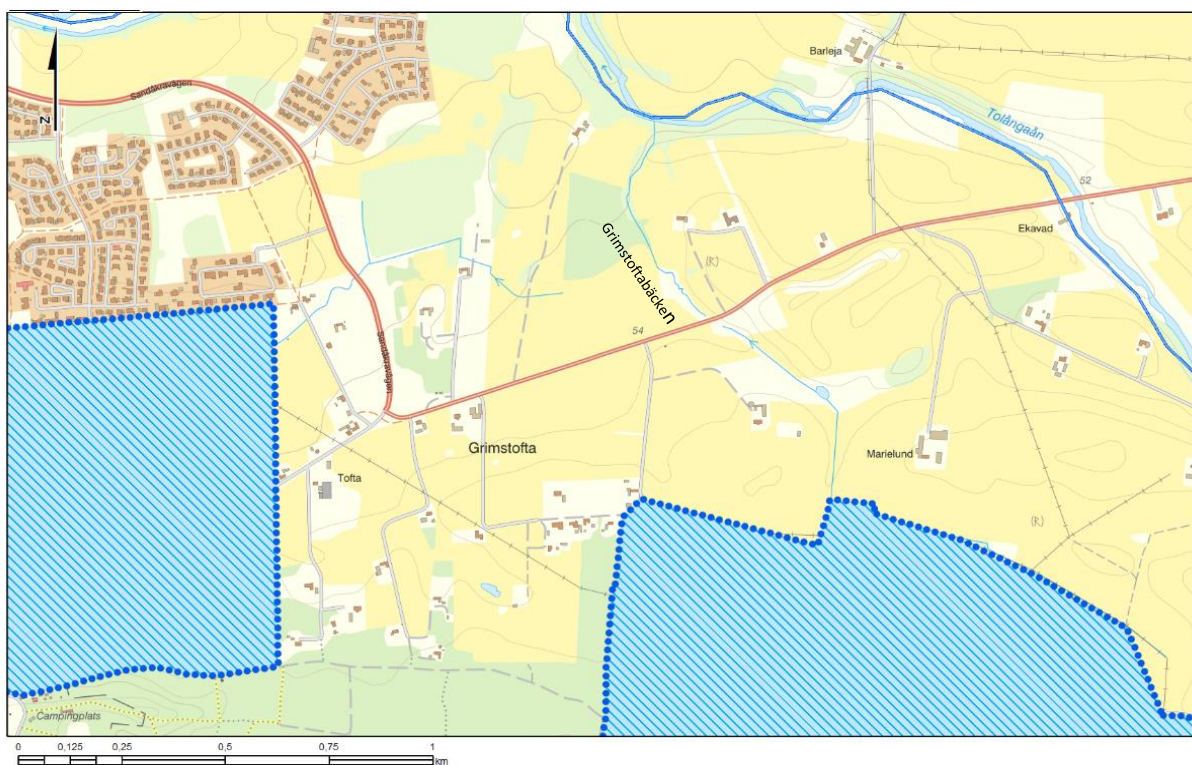 Barleja
Sandåkravägen
Tolångaån
N
52
Ekavad
Grimstoftabäcken
(R)
54
Sandåkravägen
Grimstofta
Marielund
Tofta
(R)
Campingplats
0 0,125 0,25 0,5 0,75 1
km